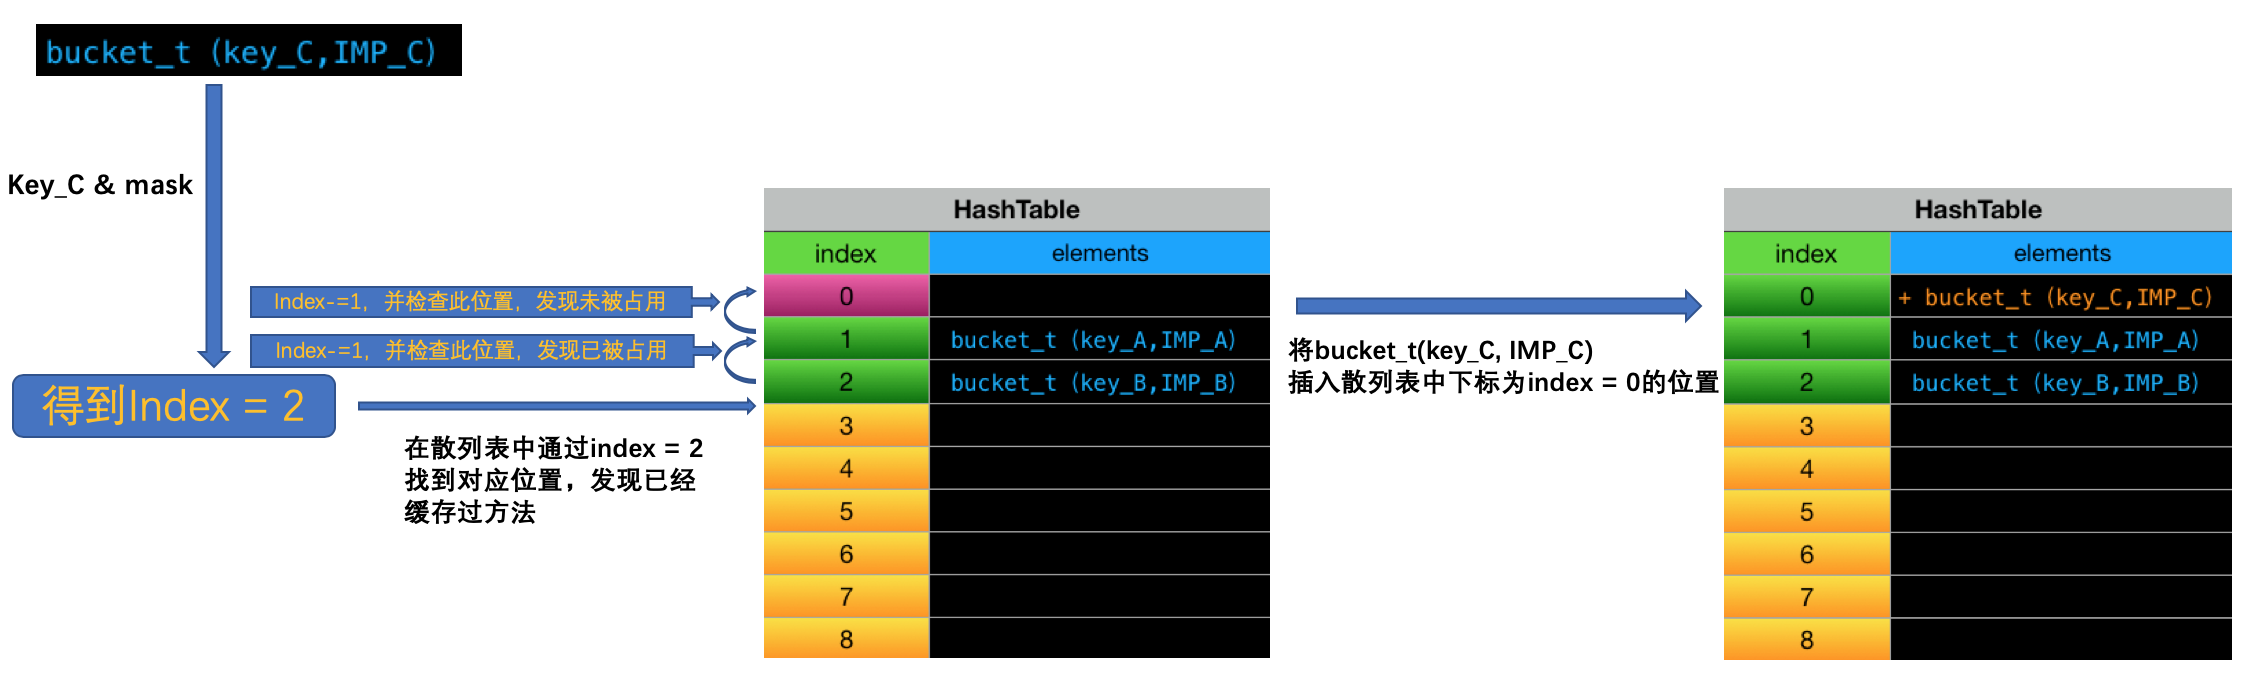 bucket_t (key_C,IMP_C)
Key_C & mask
得到Index = 2
Index-=1，并检查此位置，发现未被占用
Index-=1，并检查此位置，发现已被占用
在散列表中通过index = 2
找到对应位置，发现已经
缓存过方法
HashTable
index elements
0
1 bucket_t (key_A,IMP_A)
2 bucket_t (key_B,IMP_B)
3
4
5
6
7
8
将bucket_t(key_C, IMP_C)
插入散列表中下标为index = 0的位置
HashTable
index elements
0 + bucket_t (key_C,IMP_C)
1 bucket_t (key_A,IMP_A)
2 bucket_t (key_B,IMP_B)
3
4
5
6
7
8